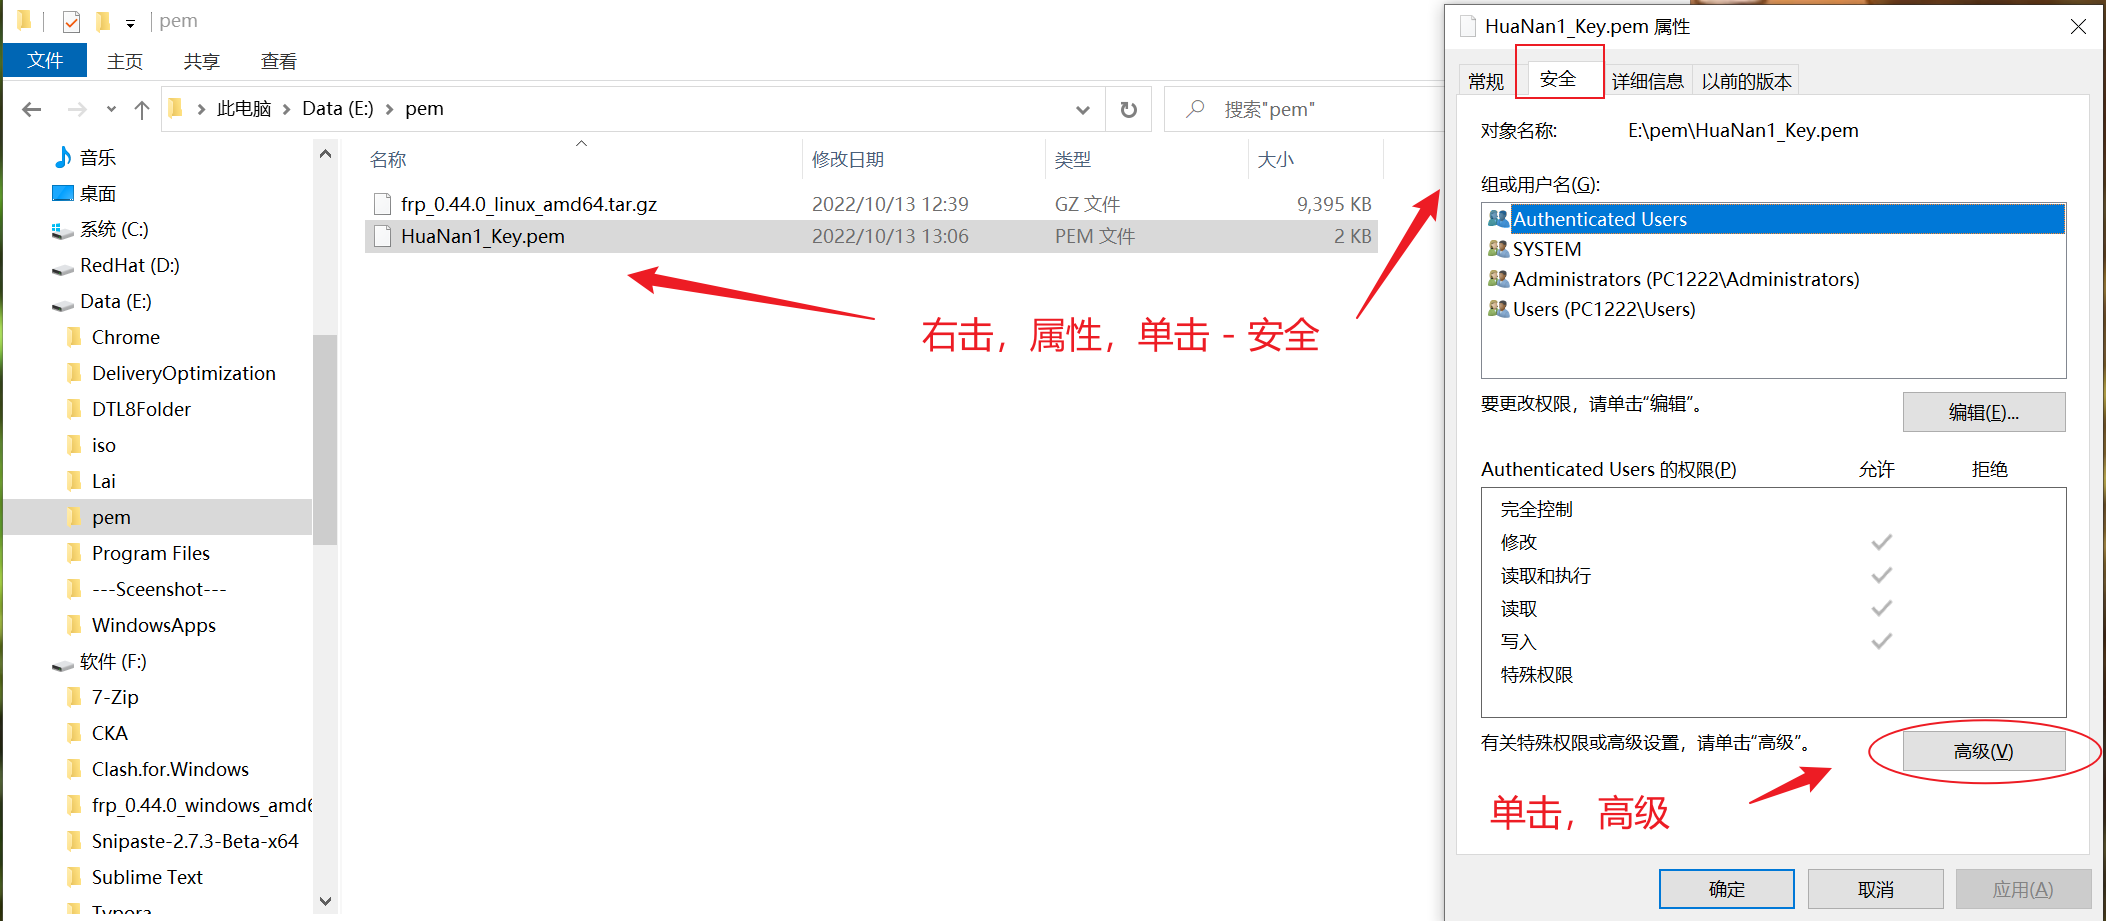 pem
文件 主页 共享 查看
此电脑 Data (E:) pem
搜索"pem"
音乐
桌面
系统 (C:)
RedHat (D:)
Data (E:)
Chrome
DeliveryOptimization
DTL8Folder
iso
Lai
pem
Program Files
---Sceenshot---
WindowsApps
软件 (F:)
7-Zip
CKA
Clash.for.Windows
frp_0.44.0_windows_amd6
Snipaste-2.7.3-Beta-x64
Sublime Text
Typora
名称 修改日期 类型 大小
frp_0.44.0_linux_amd64.tar.gz 2022/10/13 12:39 GZ 文件 9,395 KB
HuaNan1_Key.pem 2022/10/13 13:06 PEM 文件 2 KB
右击，属性，单击 - 安全
HuaNan1_Key.pem 属性
常规 安全 详细信息 以前的版本
对象名称: E:\pem\HuaNan1_Key.pem
组或用户名(G):
Authenticated Users
SYSTEM
Administrators (PC1222\Administrators)
Users (PC1222\Users)
要更改权限，请单击“编辑”。
编辑(E)...
Authenticated Users 的权限(P) 允许 拒绝
完全控制
修改
读取和执行
读取
写入
特殊权限
有关特殊权限或高级设置，请单击“高级”。
高级(V)
单击，高级
确定 取消 应用(A)